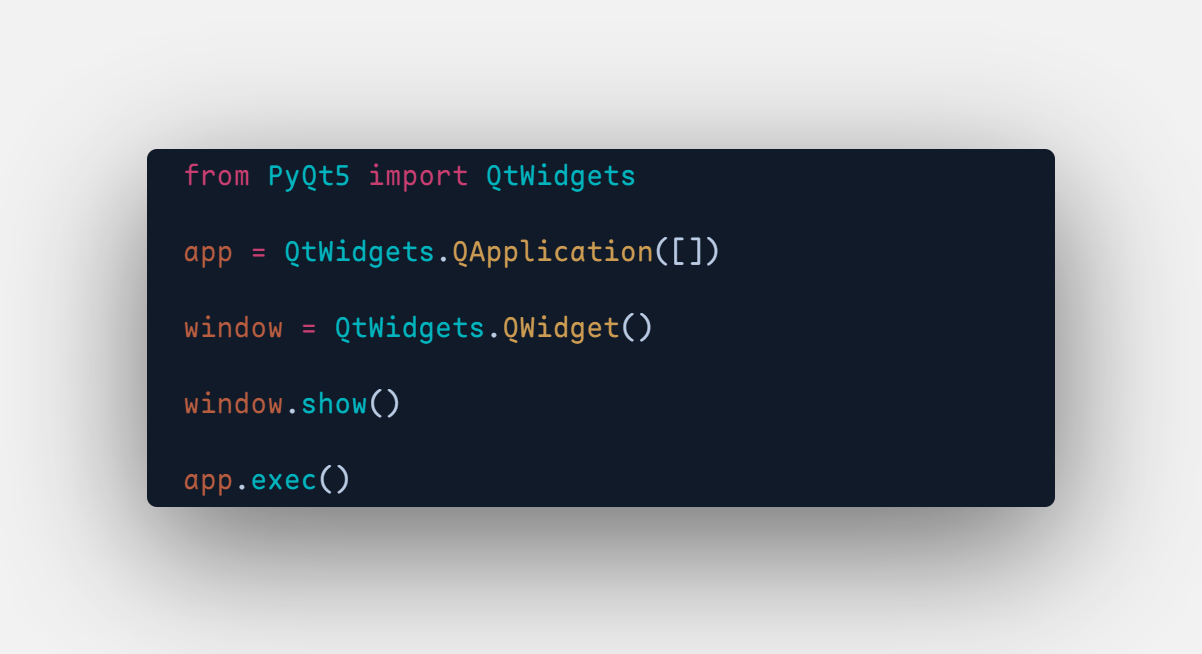 from PyQt5 import QtWidgets
app = QtWidgets.QApplication([])
window = QtWidgets.QWidget()
window.show()
app.exec()